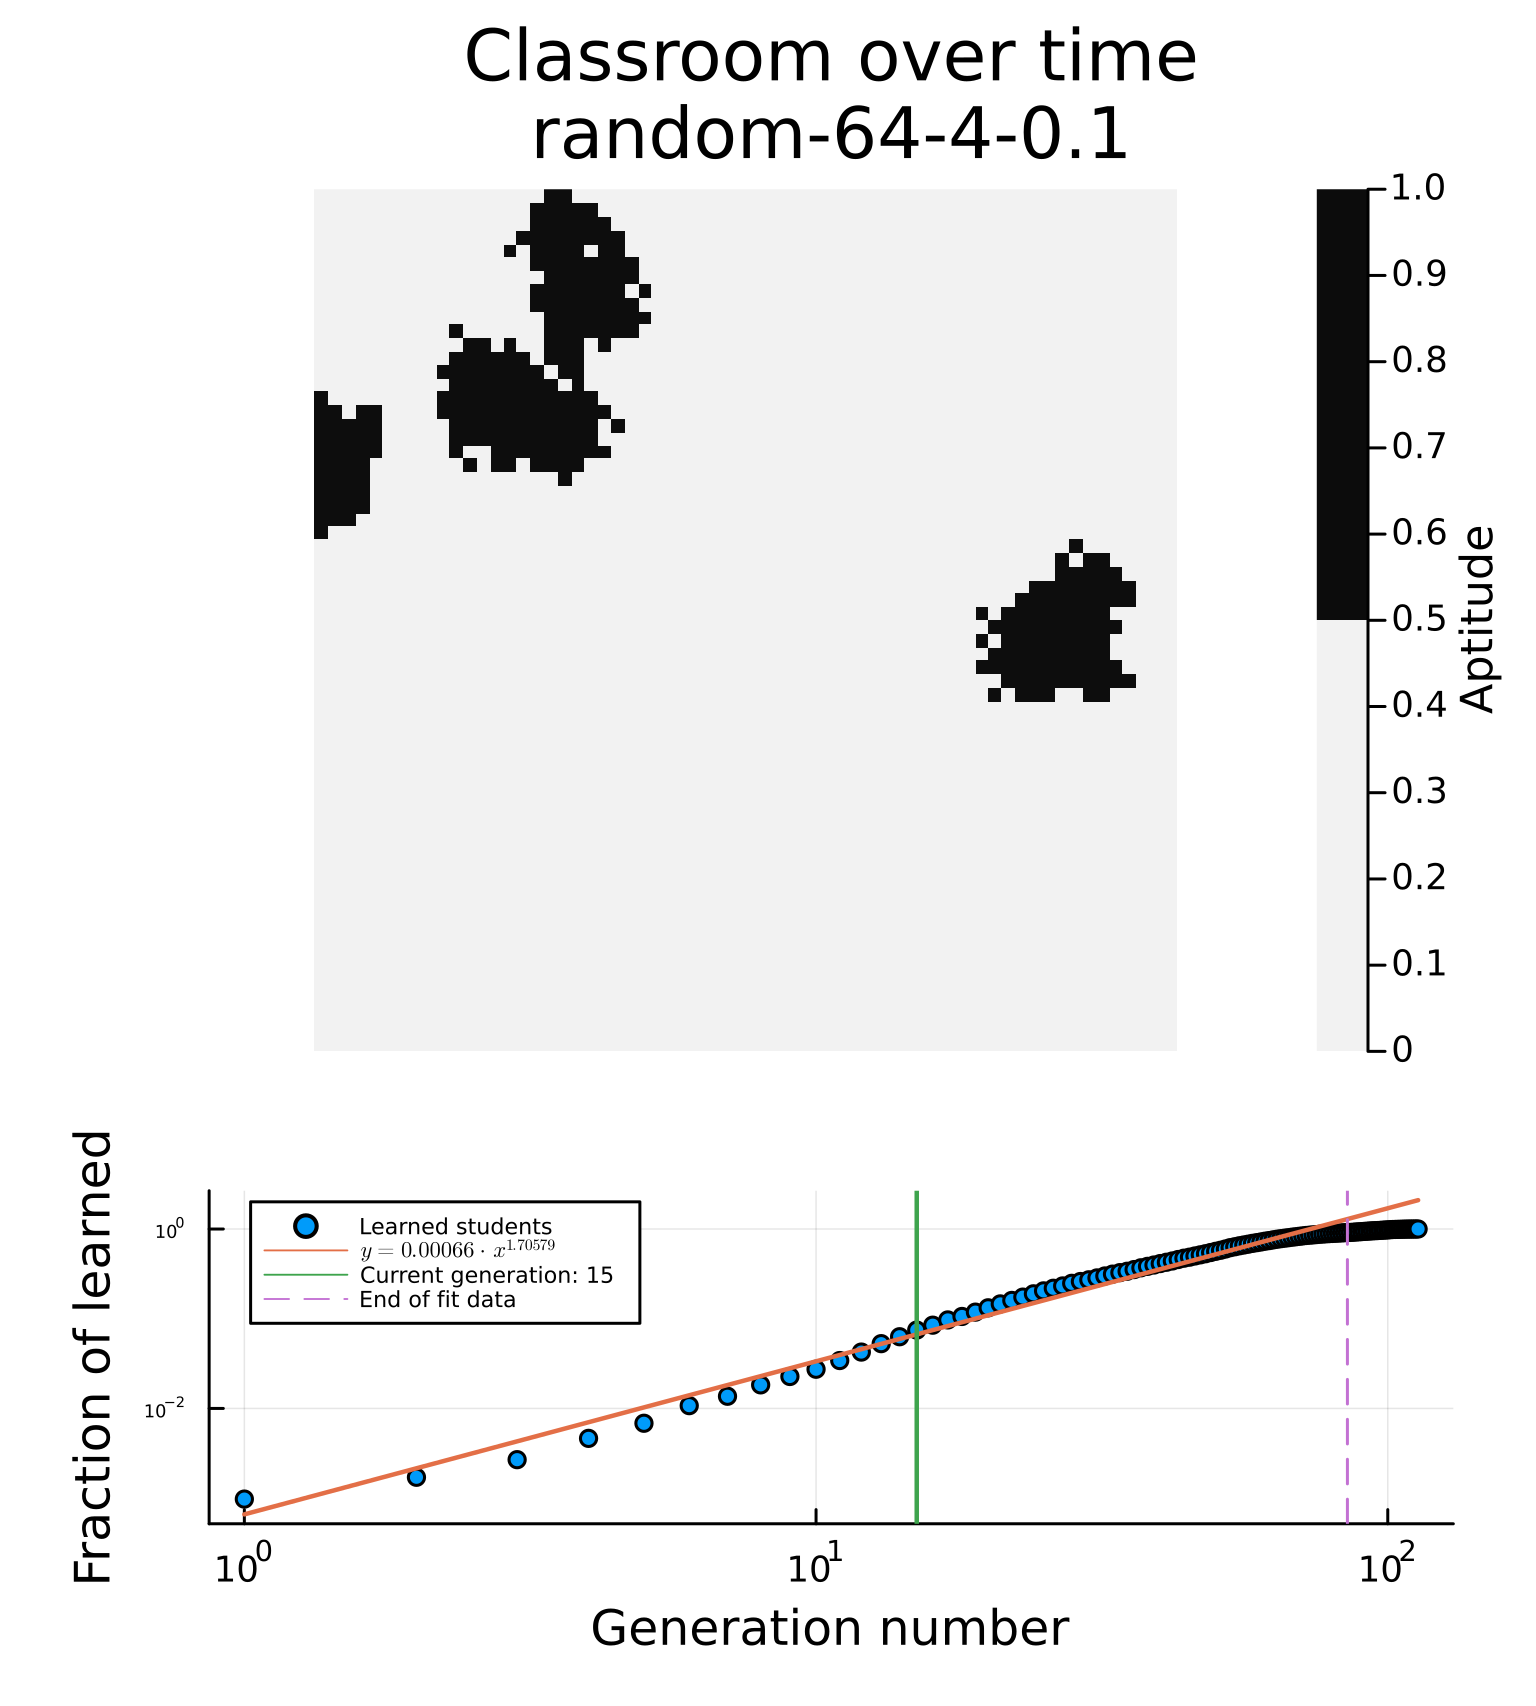 Classroom over time
random-64-4-0.1
1.0
0.9
0.8
0.7
0.6
0.5
0.4
0.3
0.2
0.1
0
Aptitude
Fraction of learned
10⁰
10⁻²
Learned students
y = 0.00066 · x^1.70579
Current generation: 15
End of fit data
10⁰ 10¹ 10²
Generation number